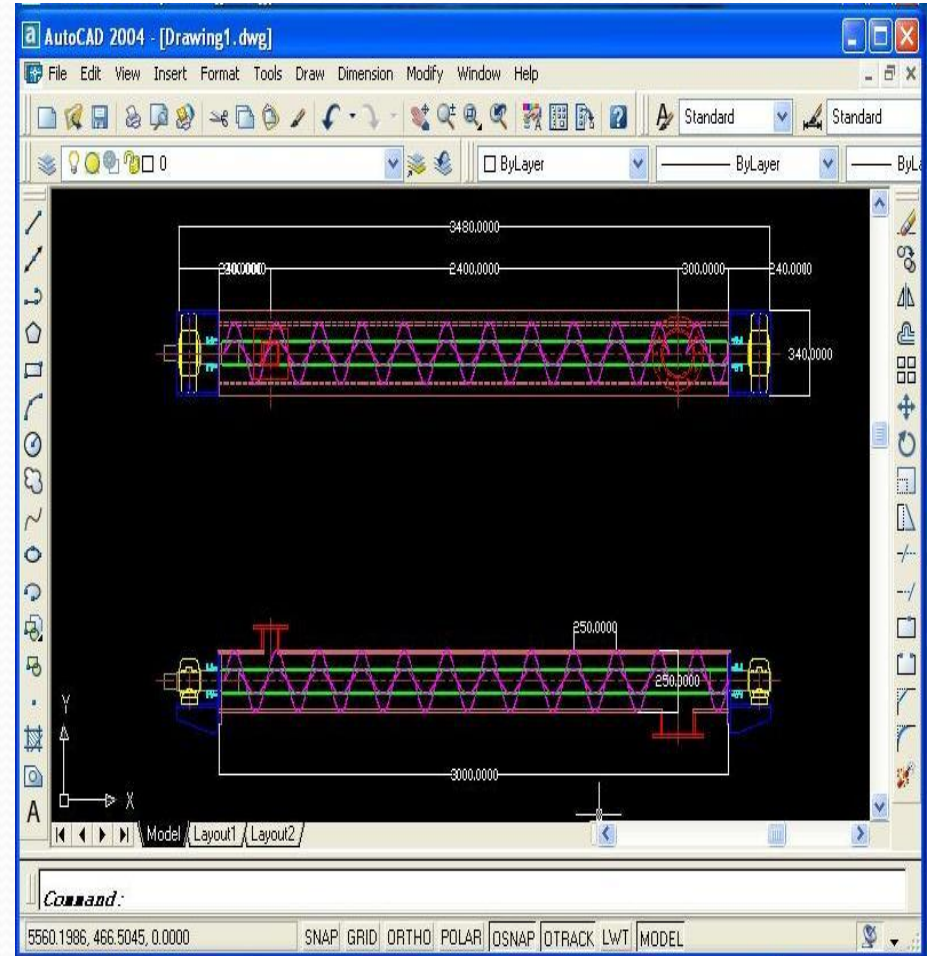 AutoCAD 2004 - [Drawing1.dwg]
File Edit View Insert Format Tools Draw Dimension Modify Window Help
Standard Standard
0 ByLayer ByLayer
3480.0000
2400.0000 300.0000 240.0000
340.0000
250.0000
250.0000
3000.0000
Y
X
Model Layout1 Layout2
Command:
5560.1986, 466.5045, 0.0000 SNAP GRID ORTHO POLAR OSNAP OTRACK LWT MODEL